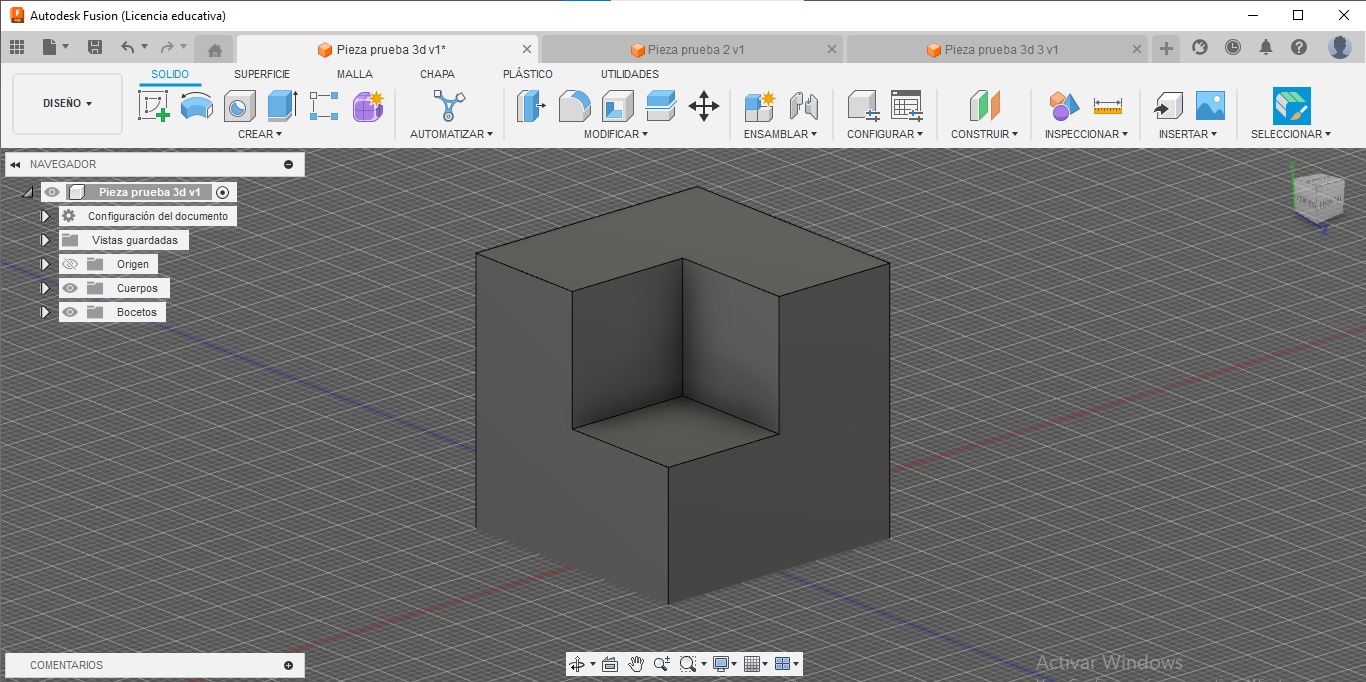 Autodesk Fusion (Licencia educativa)
Pieza prueba 3d v1*
Pieza prueba 2 v1
Pieza prueba 3d 3 v1
SOLIDO SUPERFICIE MALLA CHAPA PLÁSTICO UTILIDADES
DISEÑO
CREAR AUTOMATIZAR MODIFICAR ENSAMBLAR CONFIGURAR CONSTRUIR INSPECCIONAR INSERTAR SELECCIONAR
NAVEGADOR
Pieza prueba 3d v1
Configuración del documento
Vistas guardadas
Origen
Cuerpos
Bocetos
FRONTAL
Z
COMENTARIOS
Activar Windows